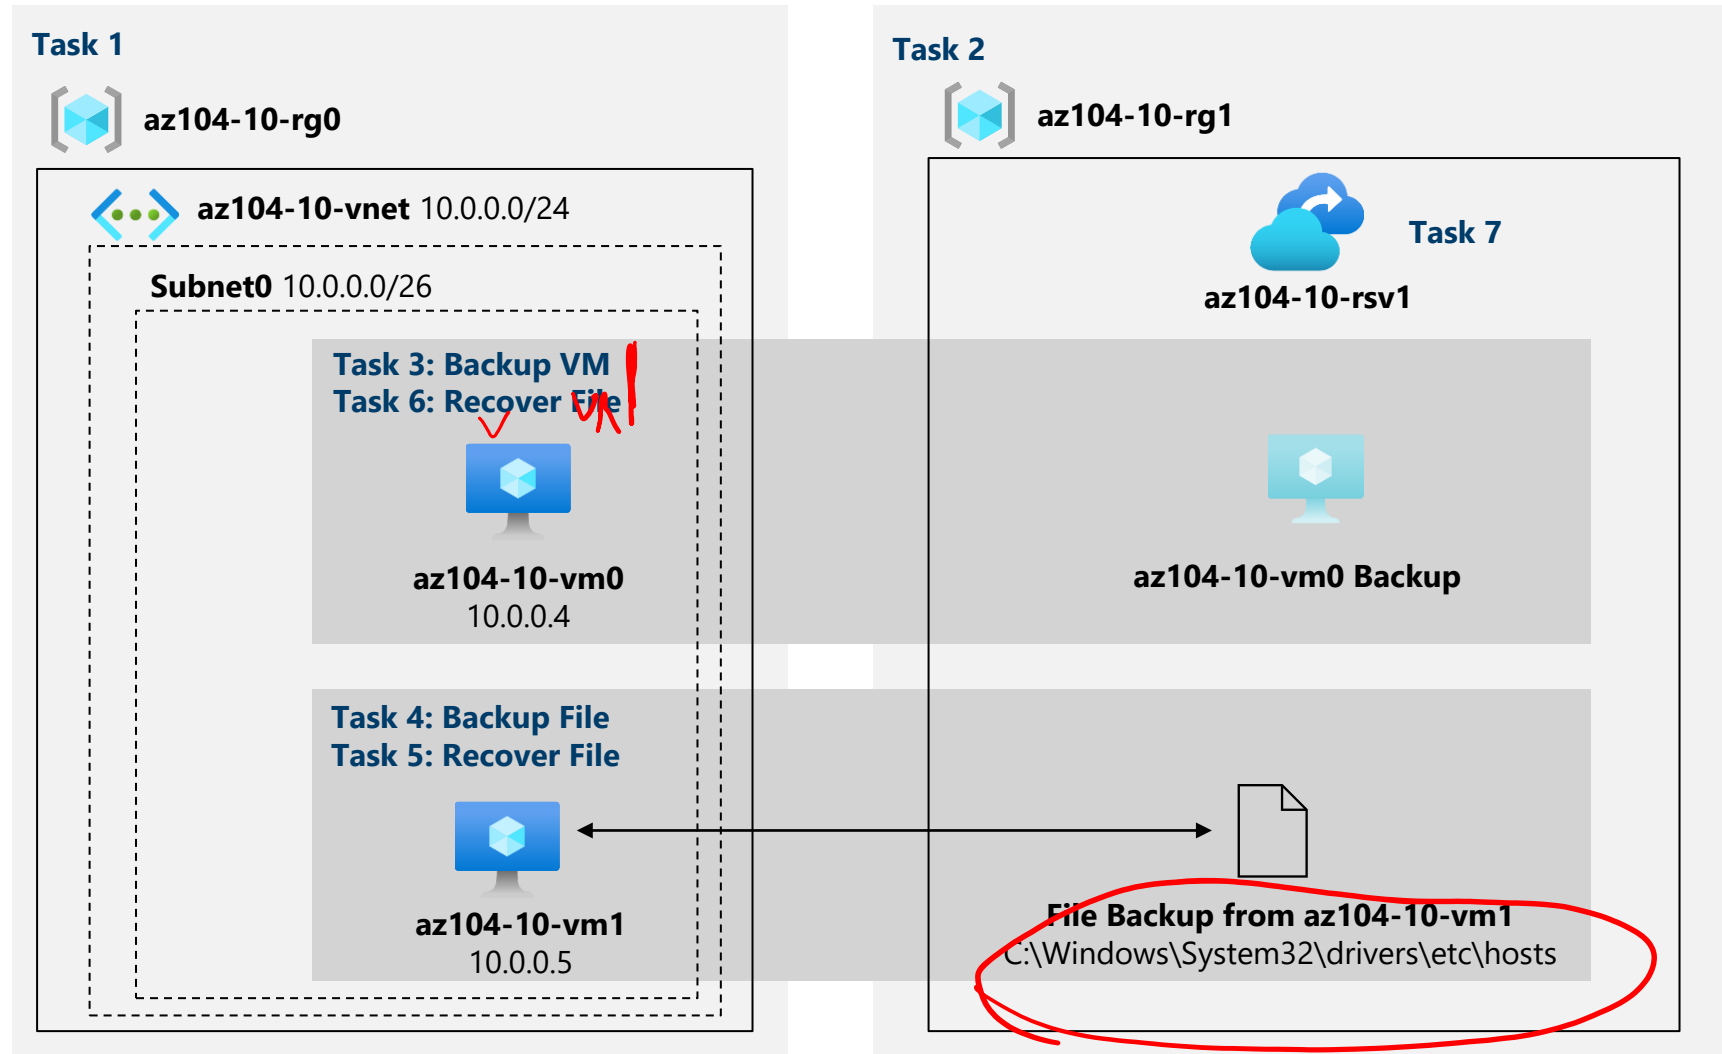 Task 1
az104-10-rg0
az104-10-vnet 10.0.0.0/24
Subnet0 10.0.0.0/26
Task 3: Backup VM
Task 6: Recover File
az104-10-vm0
10.0.0.4
Task 4: Backup File
Task 5: Recover File
az104-10-vm1
10.0.0.5
Task 2
az104-10-rg1
Task 7
az104-10-rsv1
az104-10-vm0 Backup
File Backup from az104-10-vm1
C:\Windows\System32\drivers\etc\hosts